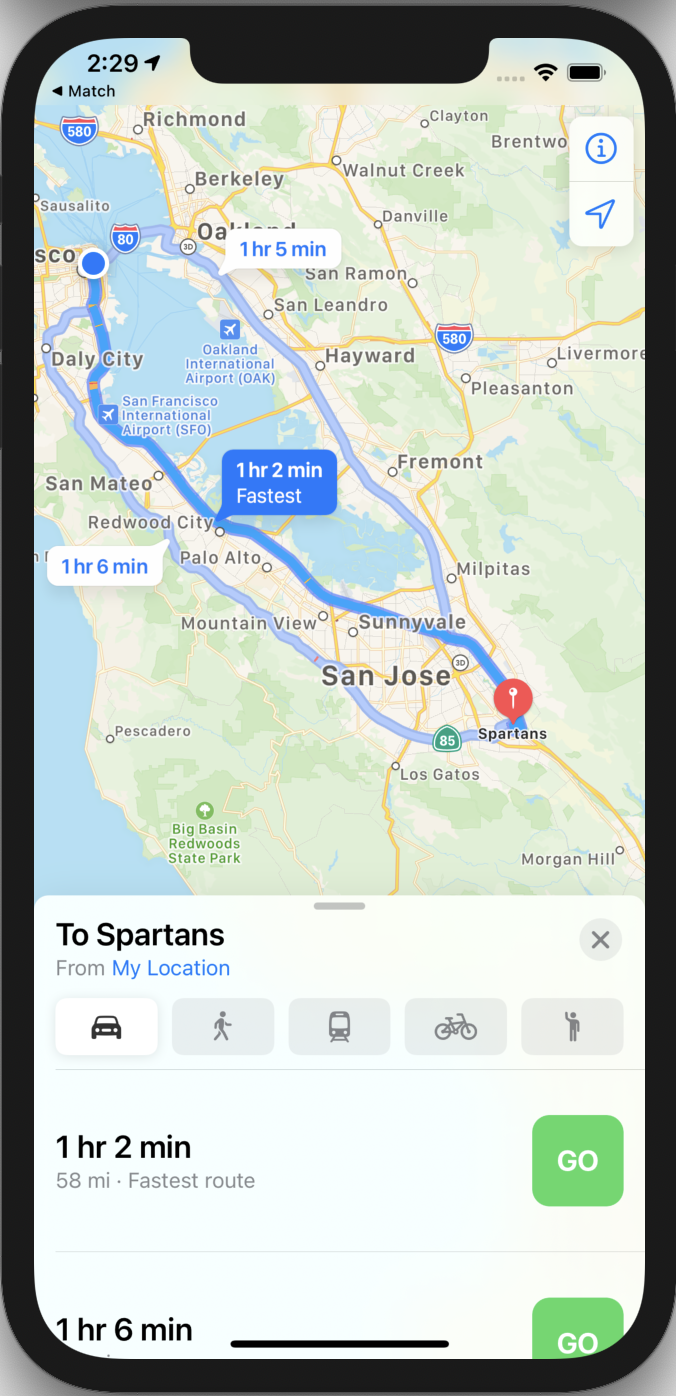 2:29
◀ Match
Richmond
Clayton
580
Brentwo
Walnut Creek
Berkeley
Sausalito
Danville
80
Oakland
3D
1 hr 5 min
sco
San Ramon
San Leandro
580
Oakland
International
Airport (OAK)
Hayward
Livermore
Daly City
Pleasanton
San Francisco
International
Airport (SFO)
1 hr 2 min
Fastest
Fremont
San Mateo
Redwood City
Palo Alto
1 hr 6 min
Milpitas
Mountain View
Sunnyvale
3D
San Jose
Pescadero
85
Spartans
Los Gatos
Big Basin
Redwoods
State Park
Morgan Hill
To Spartans
From My Location
1 hr 2 min
58 mi · Fastest route
GO
1 hr 6 min
GO